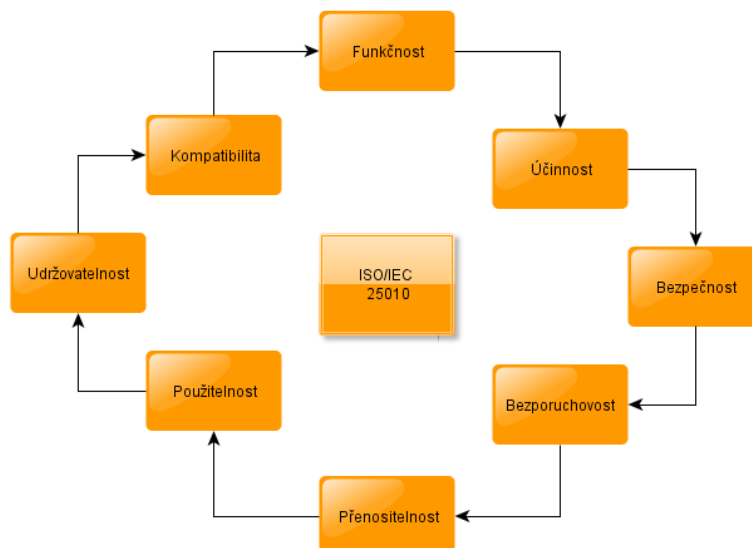 Funkčnost
Kompatibilita
Účinnost
Udržovatelnost
ISO/IEC
25010
Bezpečnost
Použitelnost
Bezporuchovost
Přenositelnost